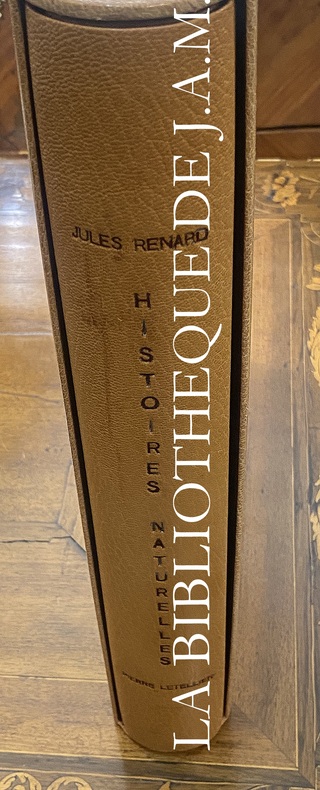 JULES RENARD
HISTOIRES
NATURELLES
PIERRE LETELLIER
LA BIBLIOTHEQUE DE J.A.M.